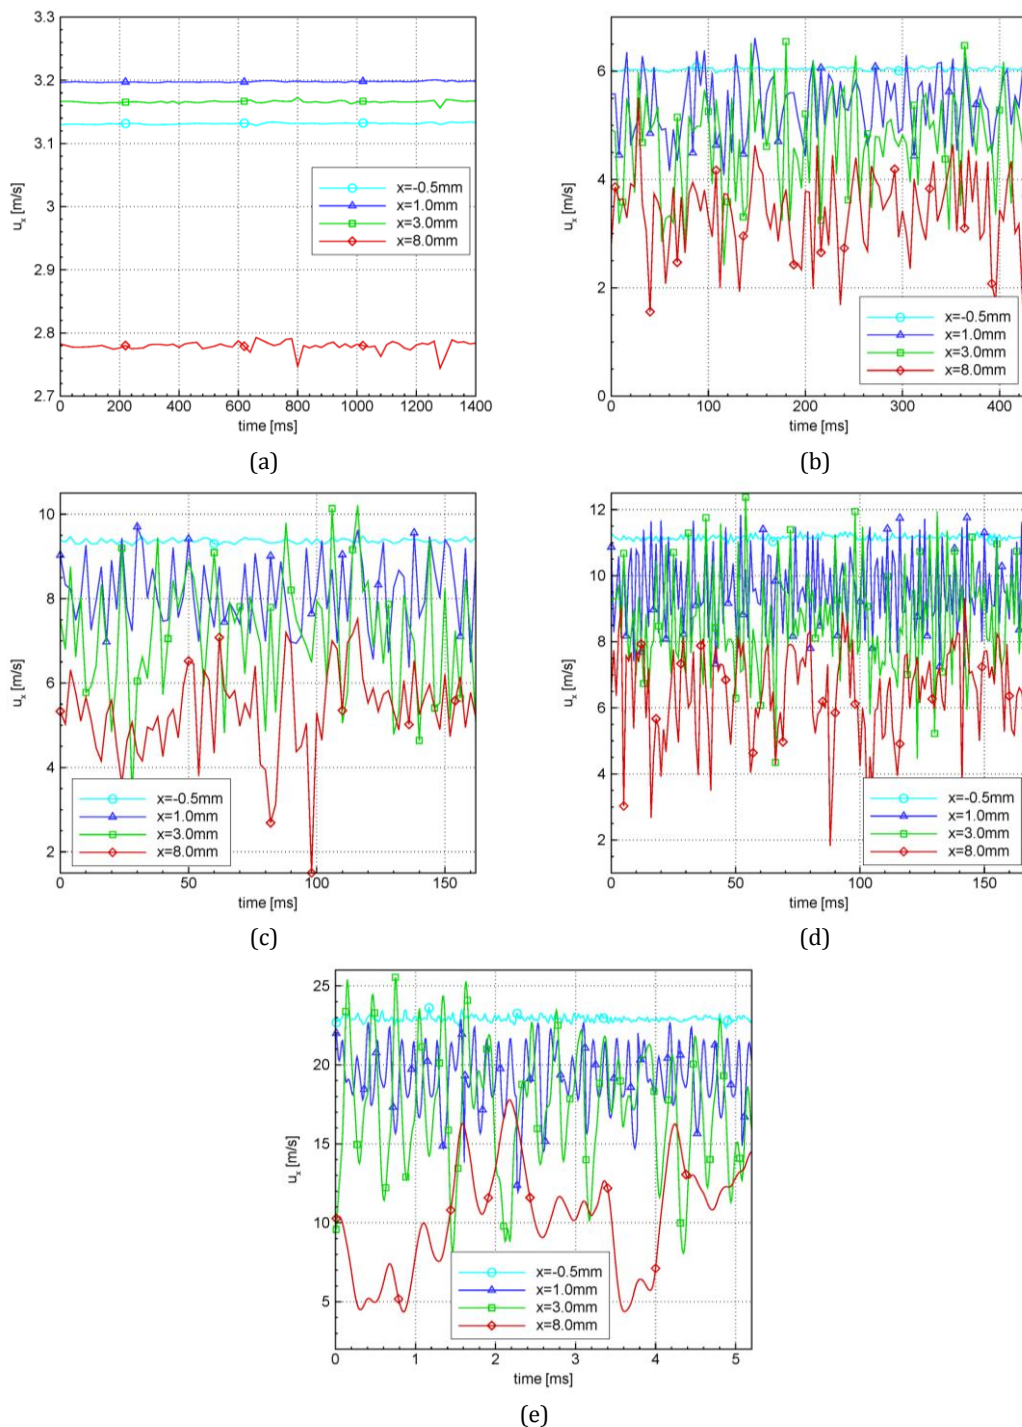 3.3
3.2
3.1
3
2.9
2.8
2.7
u_x [m/s]
x=-0.5mm
x=1.0mm
x=3.0mm
x=8.0mm
0 200 400 600 800 1000 1200 1400
time [ms]
(a)
6
4
2
0
u_x [m/s]
x=-0.5mm
x=1.0mm
x=3.0mm
x=8.0mm
0 100 200 300 400
time [ms]
(b)
10
8
6
4
2
u_x [m/s]
x=-0.5mm
x=1.0mm
x=3.0mm
x=8.0mm
0 50 100 150
time [ms]
(c)
12
10
8
6
4
2
u_x [m/s]
x=-0.5mm
x=1.0mm
x=3.0mm
x=8.0mm
0 50 100 150
time [ms]
(d)
25
20
15
10
5
u_x [m/s]
x=-0.5mm
x=1.0mm
x=3.0mm
x=8.0mm
0 1 2 3 4 5
time [ms]
(e)